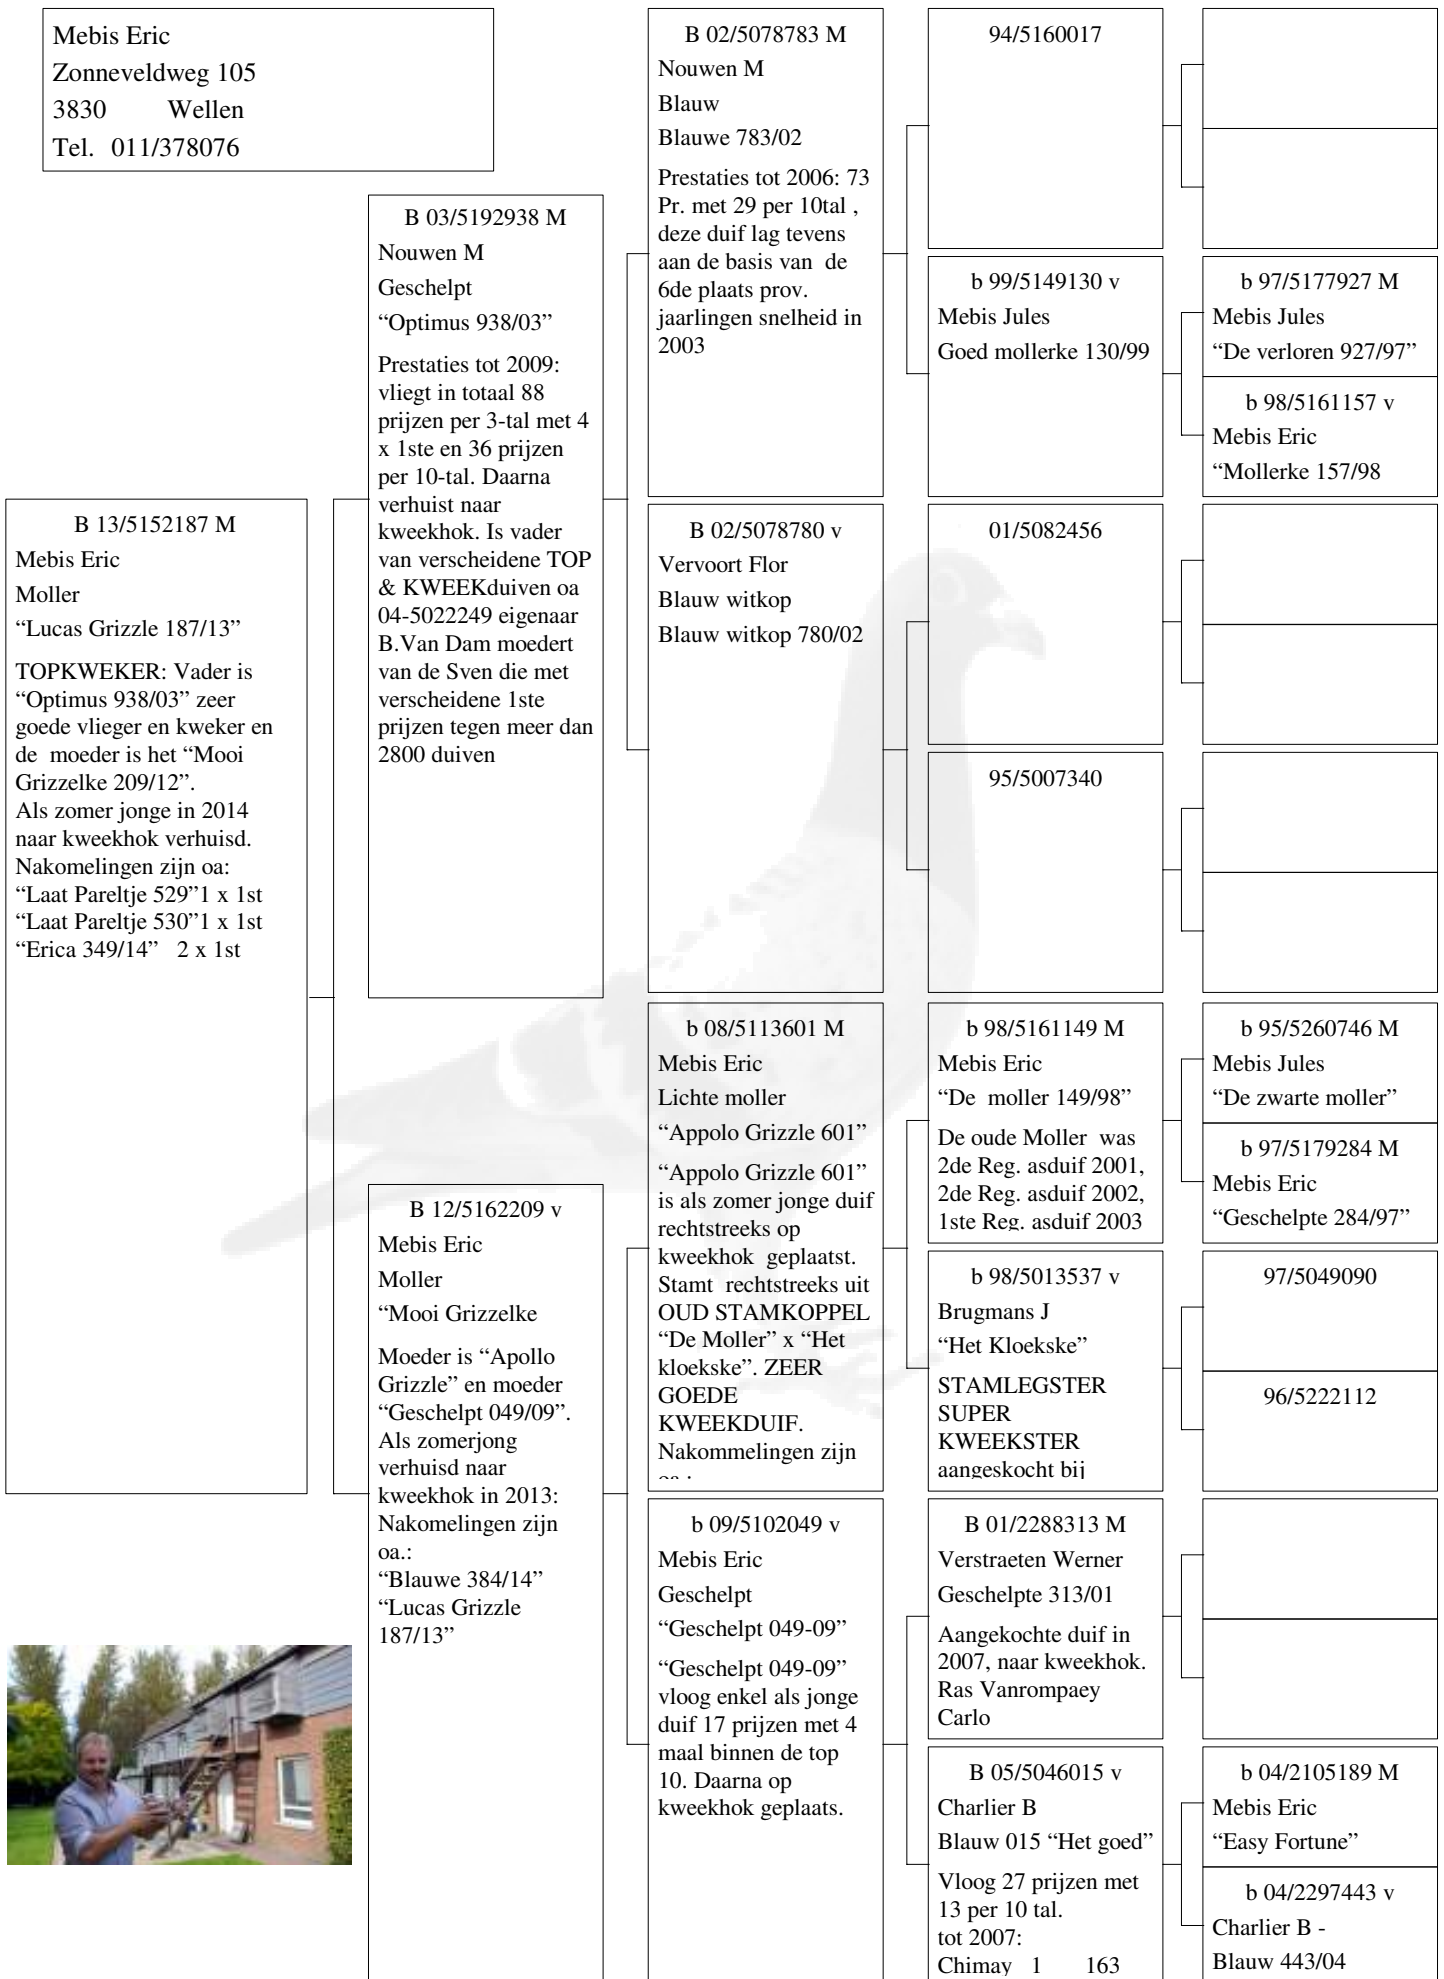 Mebis Eric
Zonneveldweg 105
3830 Wellen
Tel. 011/378076
B 13/5152187 M
Mebis Eric
Moller
“Lucas Grizzle 187/13”
TOPKWEKER: Vader is
“Optimus 938/03” zeer
goede vlieger en kweker en
de moeder is het “Mooi
Grizzelke 209/12”.
Als zomer jonge in 2014
naar kweekhok verhuisd.
Nakomelingen zijn oa:
“Laat Pareltje 529”1 x 1st
“Laat Pareltje 530”1 x 1st
“Erica 349/14” 2 x 1st
B 03/5192938 M
Nouwen M
Geschelpt
“Optimus 938/03”
Prestaties tot 2009:
vliegt in totaal 88
prijzen per 3-tal met 4
x 1ste en 36 prijzen
per 10-tal. Daarna
verhuist naar
kweekhok. Is vader
van verscheidene TOP
& KWEEKduiven oa
04-5022249 eigenaar
B.Van Dam moedert
van de Sven die met
verscheidene 1ste
prijzen tegen meer dan
2800 duiven
B 12/5162209 v
Mebis Eric
Moller
“Mooi Grizzelke
Moeder is “Apollo
Grizzle” en moeder
“Geschelpt 049/09”.
Als zomerjong
verhuisd naar
kweekhok in 2013:
Nakomelingen zijn
oa.:
“Blauwe 384/14”
“Lucas Grizzle
187/13”
B 02/5078783 M
Nouwen M
Blauw
Blauwe 783/02
Prestaties tot 2006: 73
Pr. met 29 per 10tal ,
deze duif lag tevens
aan de basis van de
6de plaats prov.
jaarlingen snelheid in
2003
B 02/5078780 v
Vervoort Flor
Blauw witkop
Blauw witkop 780/02
b 08/5113601 M
Mebis Eric
Lichte moller
“Appolo Grizzle 601”
“Appolo Grizzle 601”
is als zomer jonge duif
rechtstreeks op
kweekhok geplaatst.
Stamt rechtstreeks uit
OUD STAMKOPPEL
“De Moller” x “Het
kloekske”. ZEER
GOEDE
KWEEKDUIF.
Nakommelingen zijn
oa :
b 09/5102049 v
Mebis Eric
Geschelpt
“Geschelpt 049-09”
“Geschelpt 049-09”
vloog enkel als jonge
duif 17 prijzen met 4
maal binnen de top
10. Daarna op
kweekhok geplaats.
94/5160017
b 99/5149130 v
Mebis Jules
Goed mollerke 130/99
01/5082456
95/5007340
b 98/5161149 M
Mebis Eric
“De moller 149/98”
De oude Moller was
2de Reg. asduif 2001,
2de Reg. asduif 2002,
1ste Reg. asduif 2003
b 98/5013537 v
Brugmans J
“Het Kloekske”
STAMLEGSTER
SUPER
KWEEKSTER
aangeskocht bij
B 01/2288313 M
Verstraeten Werner
Geschelpte 313/01
Aangekochte duif in
2007, naar kweekhok.
Ras Vanrompaey
Carlo
B 05/5046015 v
Charlier B
Blauw 015 “Het goed”
Vloog 27 prijzen met
13 per 10 tal.
tot 2007:
Chimay 1 163
b 97/5177927 M
Mebis Jules
“De verloren 927/97”
b 98/5161157 v
Mebis Eric
“Mollerke 157/98
b 95/5260746 M
Mebis Jules
“De zwarte moller”
b 97/5179284 M
Mebis Eric
“Geschelpte 284/97”
97/5049090
96/5222112
b 04/2105189 M
Mebis Eric
“Easy Fortune”
b 04/2297443 v
Charlier B -
Blauw 443/04